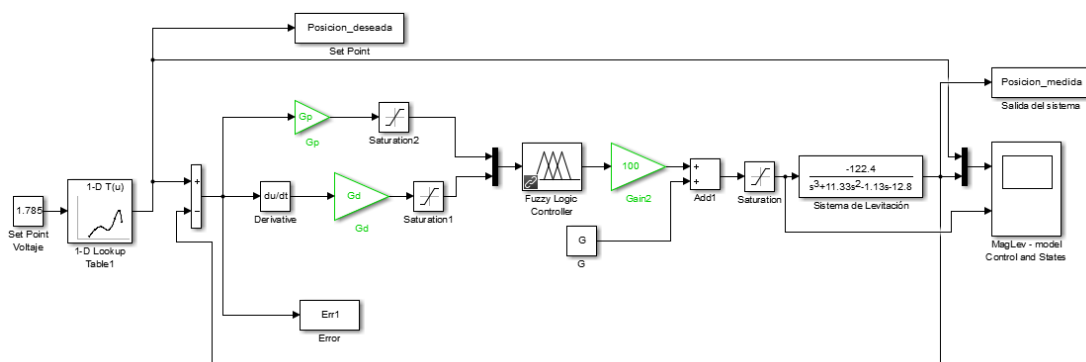 Posicion_deseada
Set Point
Posicion_medida
Salida del sistema
Gp
Gp
Saturation2
1-D T(u)
1.785
Set Point
Voltaje
1-D Lookup
Table1
+
−
du/dt
Derivative
Gd
Gd
Saturation1
Fuzzy Logic
Controller
100
Gain2
+
+
Add1
Saturation
-122.4
s3+11.33s2-1.13s-12.8
Sistema de Levitación
G
G
MagLev - model
Control and States
Err1
Error